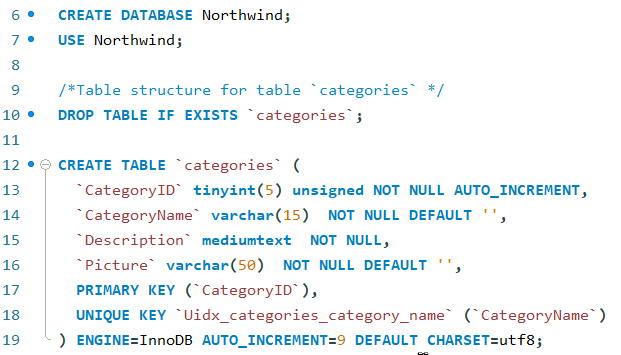 6 CREATE DATABASE Northwind;
7 USE Northwind;
8
9 /*Table structure for table `categories` */
10 DROP TABLE IF EXISTS `categories`;
11
12 CREATE TABLE `categories` (
13 `CategoryID` tinyint(5) unsigned NOT NULL AUTO_INCREMENT,
14 `CategoryName` varchar(15)  NOT NULL DEFAULT '',
15 `Description` mediumtext  NOT NULL,
16 `Picture` varchar(50)  NOT NULL DEFAULT '',
17 PRIMARY KEY (`CategoryID`),
18 UNIQUE KEY `Uidx_categories_category_name` (`CategoryName`)
19 ) ENGINE=InnoDB AUTO_INCREMENT=9 DEFAULT CHARSET=utf8;